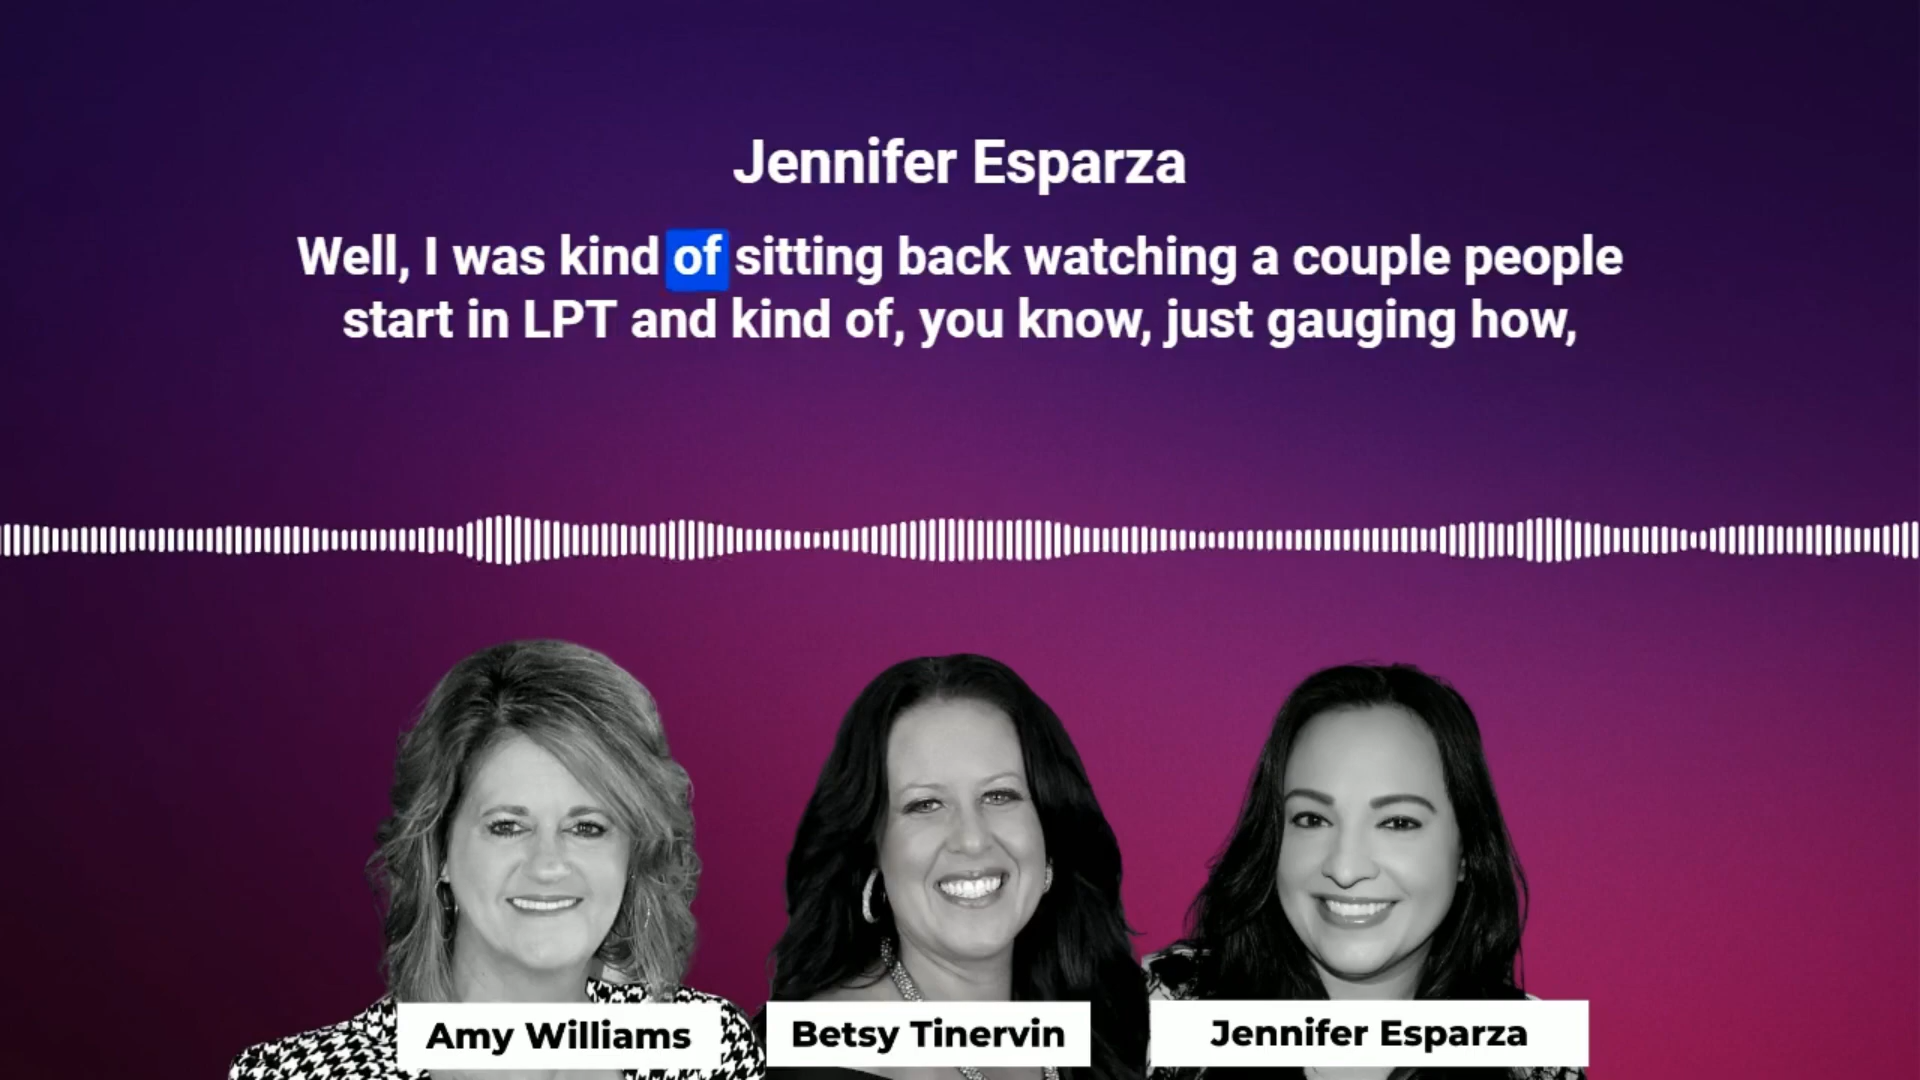 Jennifer Esparza
Well, I was kind of sitting back watching a couple people
start in LPT and kind of, you know, just gauging how,
Amy Williams
Betsy Tinervin
Jennifer Esparza